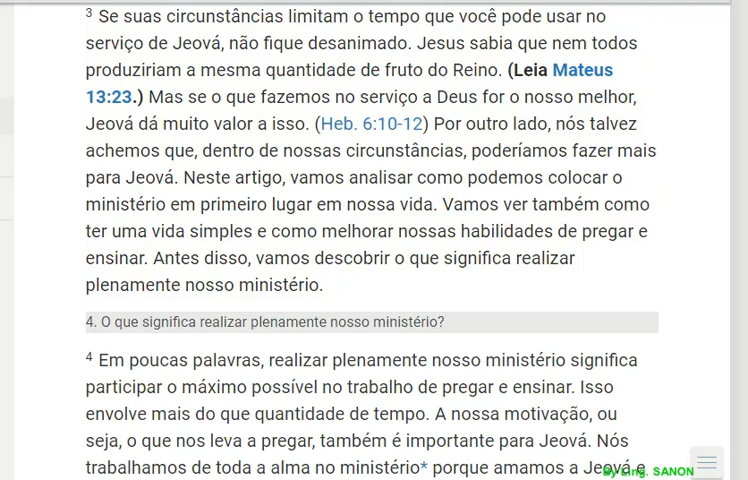 ³ Se suas circunstâncias limitam o tempo que você pode usar no
serviço de Jeová, não fique desanimado. Jesus sabia que nem todos
produziriam a mesma quantidade de fruto do Reino. (Leia Mateus
13:23.) Mas se o que fazemos no serviço a Deus for o nosso melhor,
Jeová dá muito valor a isso. (Heb. 6:10-12) Por outro lado, nós talvez
achemos que, dentro de nossas circunstâncias, poderíamos fazer mais
para Jeová. Neste artigo, vamos analisar como podemos colocar o
ministério em primeiro lugar em nossa vida. Vamos ver também como
ter uma vida simples e como melhorar nossas habilidades de pregar e
ensinar. Antes disso, vamos descobrir o que significa realizar
plenamente nosso ministério.
4. O que significa realizar plenamente nosso ministério?
⁴ Em poucas palavras, realizar plenamente nosso ministério significa
participar o máximo possível no trabalho de pregar e ensinar. Isso
envolve mais do que quantidade de tempo. A nossa motivação, ou
seja, o que nos leva a pregar, também é importante para Jeová. Nós
trabalhamos de toda a alma no ministério* porque amamos a Jeová e
By Ling. SANON